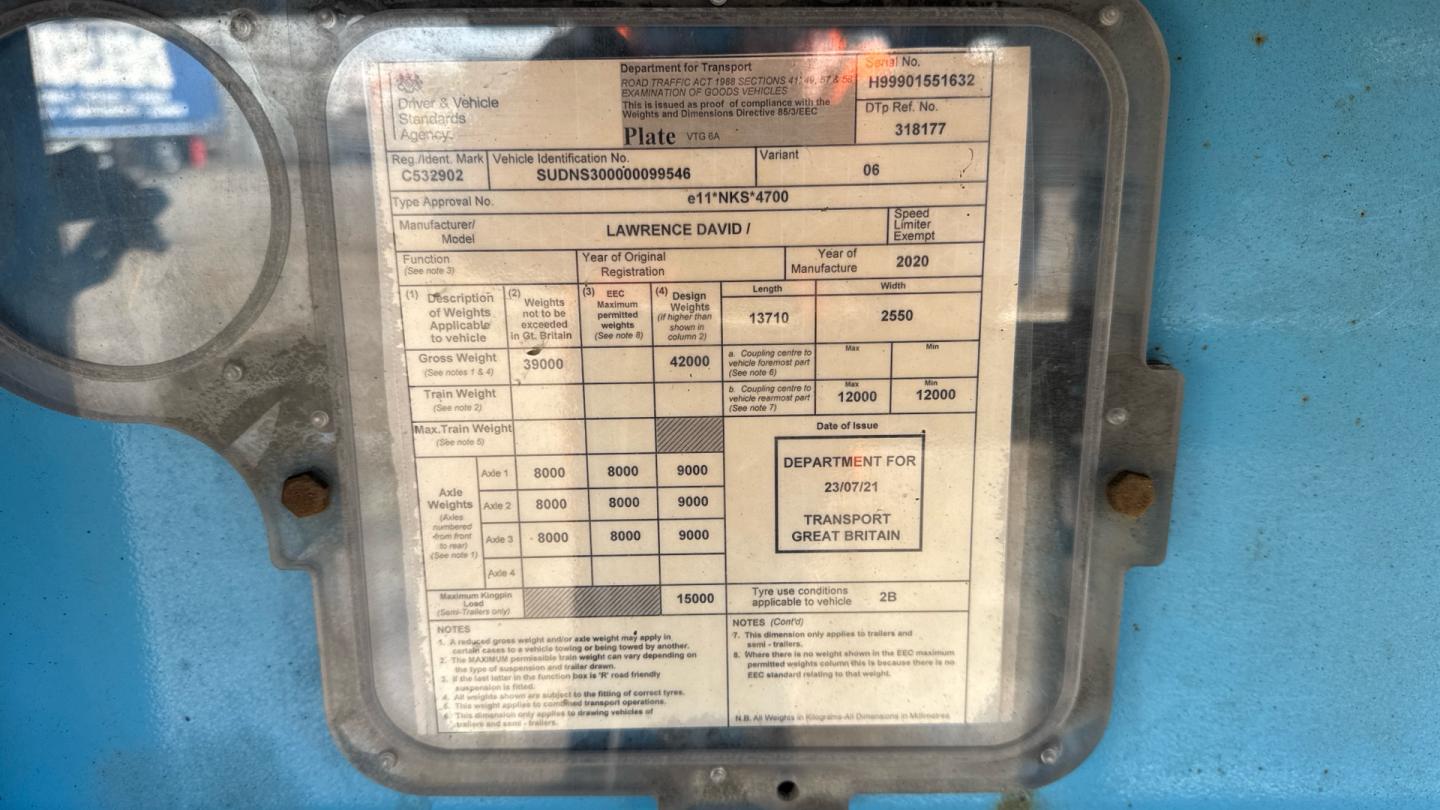 Driver & Vehicle
Standards
Agency
Department for Transport
ROAD TRAFFIC ACT 1988 SECTIONS 41, 49, 57 & 58
EXAMINATION OF GOODS VEHICLES
This is issued as proof of compliance with the
Weights and Dimensions Directive 85/3/EEC
Plate VTG 6A
Serial No.
H99901551632
DTp Ref. No.
318177
Reg./Ident. Mark
C532902
Vehicle Identification No.
SUDNS300000099546
Variant
06
Type Approval No.
e11*NKS*4700
Manufacturer/
Model
LAWRENCE DAVID /
Speed
Limiter
Exempt
Function
(See note 3)
Year of Original
Registration
Year of
Manufacture
2020
(1) Description
of Weights
Applicable
to vehicle
(2) Weights
not to be
exceeded
in Gt. Britain
(3) EEC
Maximum
permitted
weights
(See note 8)
(4) Design
Weights
(if higher than
shown in
column 2)
Length
13710
Width
2550
Gross Weight
(See notes 1 & 4)
39000
42000
a. Coupling centre to
vehicle foremost part
(See note 6)
Max
Min
Train Weight
(See note 2)
b. Coupling centre to
vehicle rearmost part
(See note 7)
Max
12000
Min
12000
Max.Train Weight
(See note 5)
Axle
Weights
(Axles
numbered
from front
to rear)
(See note 1)
Axle 1 8000 8000 9000
Axle 2 8000 8000 9000
Axle 3 8000 8000 9000
Axle 4
Maximum Kingpin
Load
(Semi-Trailers only)
15000
Date of Issue
DEPARTMENT FOR
23/07/21
TRANSPORT
GREAT BRITAIN
Tyre use conditions
applicable to vehicle
2B
NOTES
1. A reduced gross weight and/or axle weight may apply in
certain cases to a vehicle towing or being towed by another.
2. The MAXIMUM permissible train weight can vary depending on
the type of suspension and trailer drawn.
3. If the last letter in the function box is 'R' road friendly
suspension is fitted.
4. All weights shown are subject to the fitting of correct tyres.
5. This weight applies to combined transport operations.
6. This dimension only applies to drawing vehicles of
trailers and semi - trailers.
NOTES (Cont'd)
7. This dimension only applies to trailers and
semi - trailers.
8. Where there is no weight shown in the EEC maximum
permitted weights column this is because there is no
EEC standard relating to that weight.
N.B. All Weights in Kilograms-All Dimensions in Millimetres